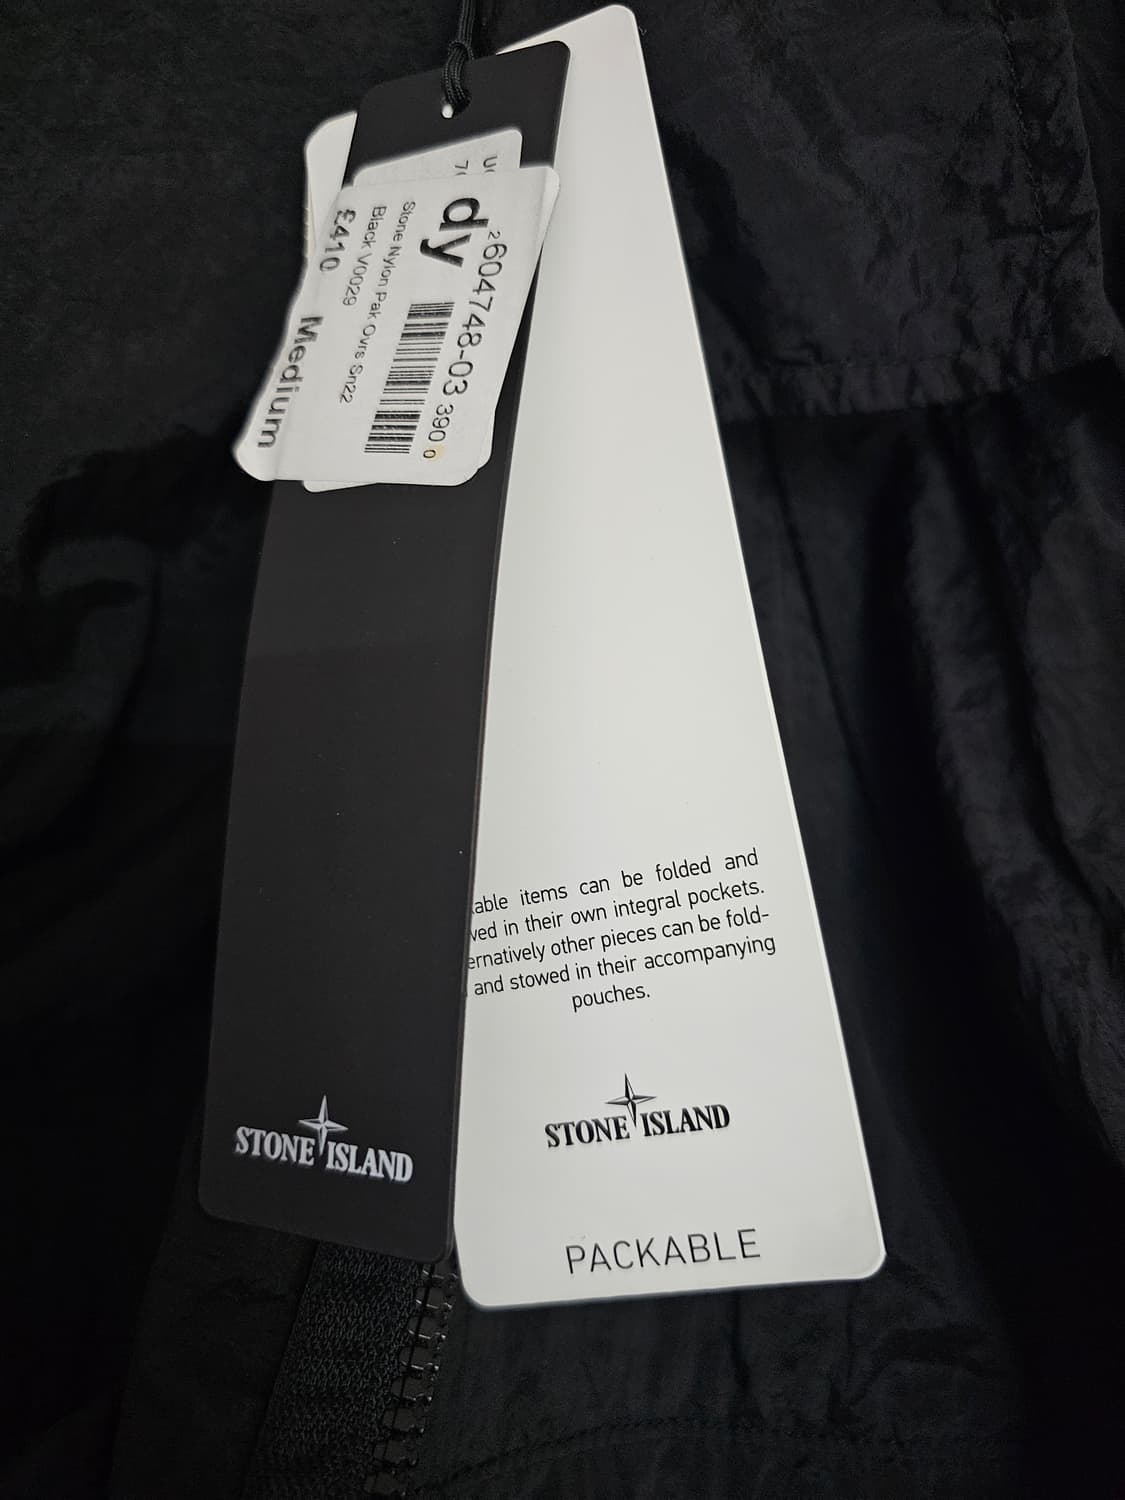 dy
2604748-03 390 0
Stone Nylon Pak Ovrs Sn22
Black V0029
£410 Medium
STONE ISLAND
able items can be folded and
ved in their own integral pockets.
ernatively other pieces can be fold-
and stowed in their accompanying
pouches.
STONE ISLAND
PACKABLE